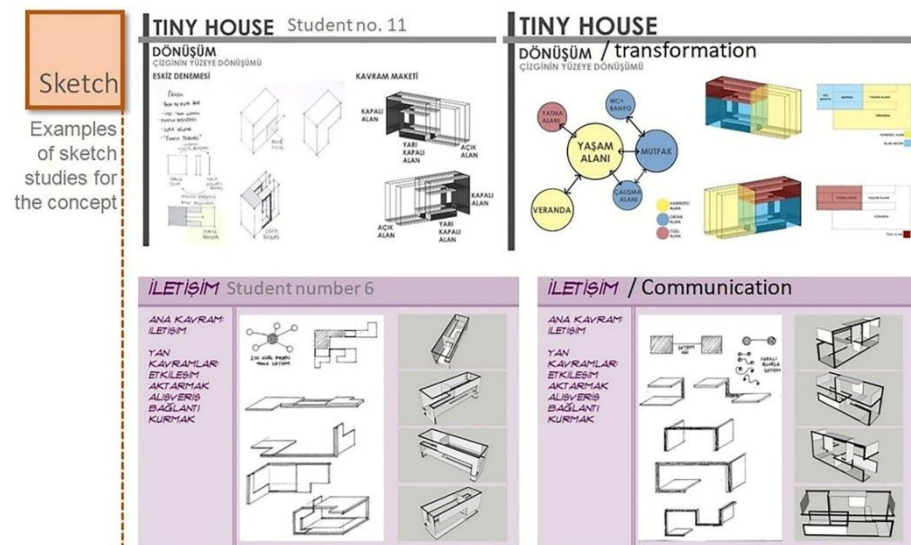 Sketch
Examples
of sketch
studies for
the concept
TINY HOUSE Student no. 11
DÖNÜŞÜM
ÇİZGİNİN YÜZEYE DÖNÜŞÜMÜ
ESKİZ DENEMESİ
KAVRAM MAKETİ
KAPALI
ALAN
YARI
KAPALI
ALAN
AÇIK
ALAN
KAPALI
ALAN
AÇIK
ALAN
YARI
KAPALI
ALAN
TINY HOUSE
DÖNÜŞÜM / transformation
ÇİZGİNİN YÜZEYE DÖNÜŞÜMÜ
YATMA
ALANI
WC+
BANYO
YAŞAM
ALANI
MUTFAK
ÇALIŞMA
ALANI
VERANDA
İLETİŞİM Student number 6
ANA KAVRAM:
İLETİŞİM
YAN
KAVRAMLAR:
ETKİLEŞİM
AKTARMAK
ALIŞVERİŞ
BAĞLANTI
KURMAK
İLETİŞİM / Communication
ANA KAVRAM:
İLETİŞİM
YAN
KAVRAMLAR:
ETKİLEŞİM
AKTARMAK
ALIŞVERİŞ
BAĞLANTI
KURMAK